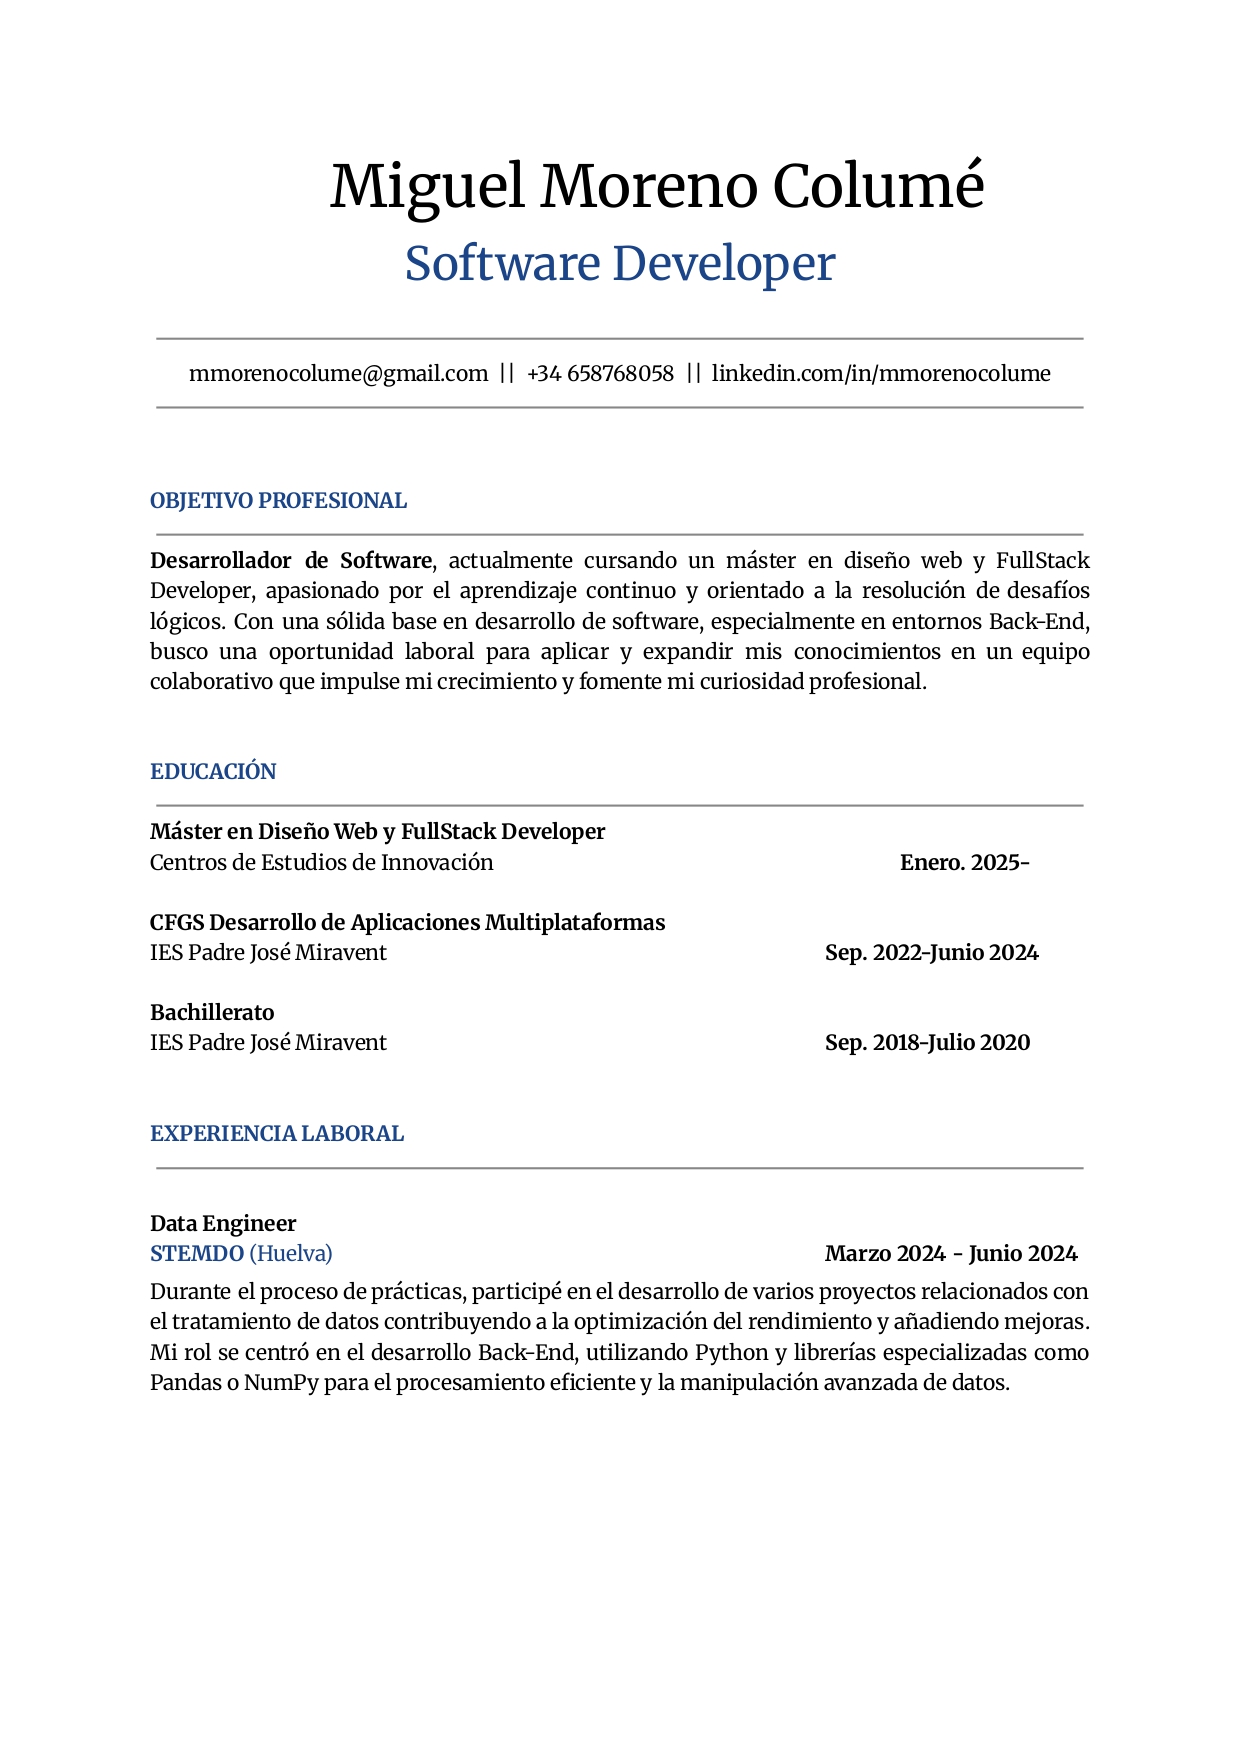 Miguel Moreno Columé
Software Developer
mmorenocolume@gmail.com || +34 658768058 || linkedin.com/in/mmorenocolume
OBJETIVO PROFESIONAL
Desarrollador de Software, actualmente cursando un máster en diseño web y FullStack
Developer, apasionado por el aprendizaje continuo y orientado a la resolución de desafíos
lógicos. Con una sólida base en desarrollo de software, especialmente en entornos Back-End,
busco una oportunidad laboral para aplicar y expandir mis conocimientos en un equipo
colaborativo que impulse mi crecimiento y fomente mi curiosidad profesional.
EDUCACIÓN
Máster en Diseño Web y FullStack Developer
Centros de Estudios de Innovación Enero. 2025-
CFGS Desarrollo de Aplicaciones Multiplataformas
IES Padre José Miravent Sep. 2022-Junio 2024
Bachillerato
IES Padre José Miravent Sep. 2018-Julio 2020
EXPERIENCIA LABORAL
Data Engineer
STEMDO (Huelva) Marzo 2024 - Junio 2024
Durante el proceso de prácticas, participé en el desarrollo de varios proyectos relacionados con
el tratamiento de datos contribuyendo a la optimización del rendimiento y añadiendo mejoras.
Mi rol se centró en el desarrollo Back-End, utilizando Python y librerías especializadas como
Pandas o NumPy para el procesamiento eficiente y la manipulación avanzada de datos.